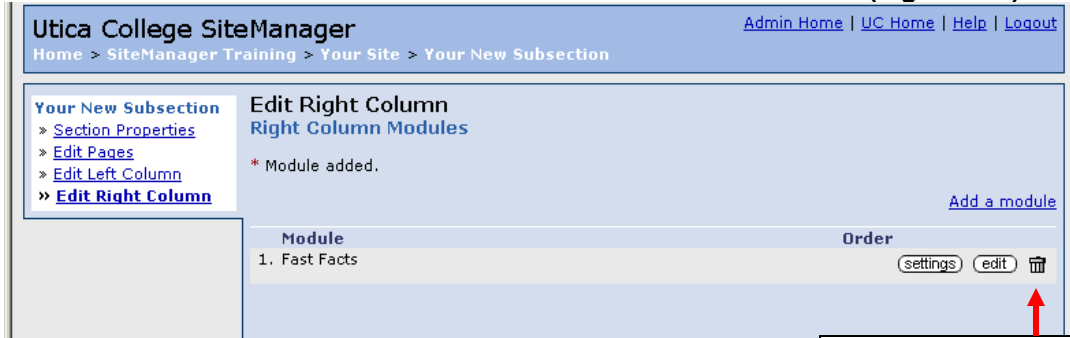 Utica College SiteManager
Admin Home | UC Home | Help | Logout
Home > SiteManager Training > Your Site > Your New Subsection
Your New Subsection
» Section Properties
» Edit Pages
» Edit Left Column
» Edit Right Column
Edit Right Column
Right Column Modules
* Module added.
Add a module
Module Order
1. Fast Facts (settings) (edit)